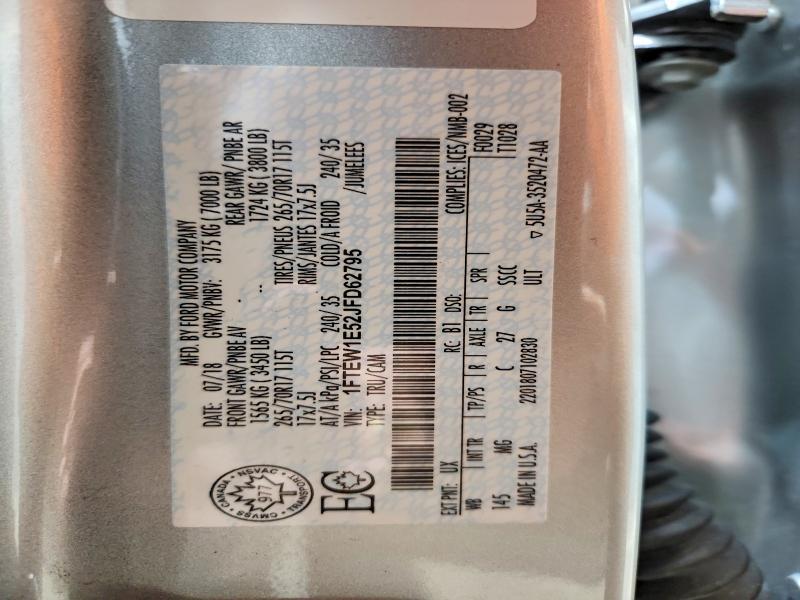 MFD. BY FORD MOTOR COMPANY
DATE: 07/18 GVWR/PNBV: 3175 KG (7000 LB)
FRONT GAWR/PNBE AV REAR GAWR/PNBE AR
1565 KG (3450 LB) 1724 KG (3800 LB)
265/70R17 115T TIRES/PNEUS 265/70R17 115T
17x7.5J RIMS/JANTES 17x7.5J
AT/A kPa/PSI/LPC 240/35 COLD/A FROID 240/35
VIN: 1FTEW1E52JFD62795 /JUMELEES
TYPE: TRU/CAM
CANADA • NSVAC • TRANSPORT • CMVSS •
977
EC
COMPLIES: ICES/NMB-002
EXT PNT: UX RC: B1 DSO: F0029
WB INT TR TP/PS R AXLE TR SPR T1028
145 MG C 27 G SSCC
MADE IN U.S.A. 2201807102830 ULT ▽ 5U5A-3520472-AA